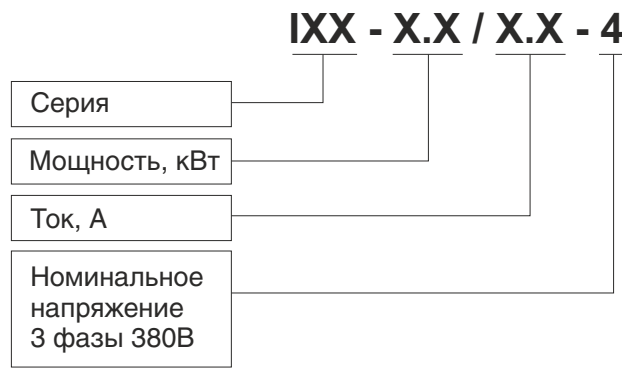 IXX - X.X / X.X - 4
Серия
Мощность, кВт
Ток, А
Номинальное
напряжение
3 фазы 380В